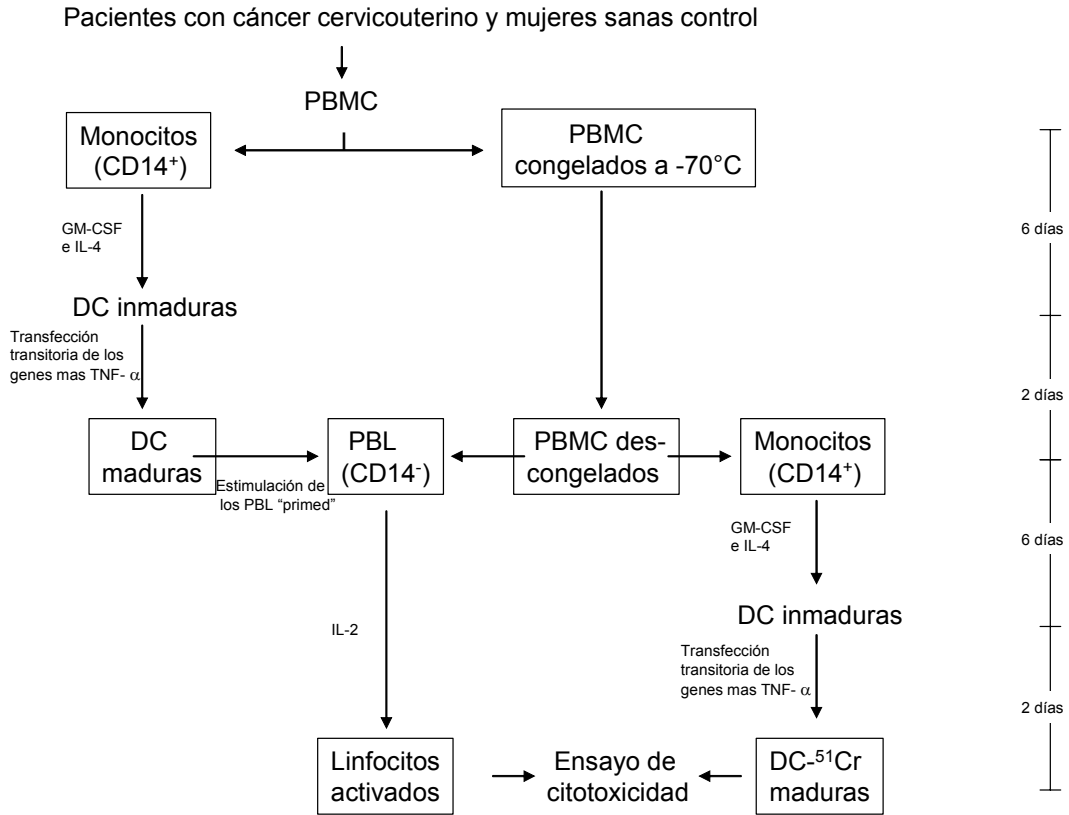 Pacientes con cáncer cervicouterino y mujeres sanas control
PBMC
Monocitos
(CD14⁺)
PBMC
congelados a -70°C
GM-CSF
e IL-4
6 días
DC inmaduras
Transfección
transitoria de los
genes mas TNF- α
2 días
DC
maduras
Estimulación de
los PBL “primed”
PBL
(CD14⁻)
PBMC des-
congelados
Monocitos
(CD14⁺)
GM-CSF
e IL-4
6 días
DC inmaduras
IL-2
Transfección
transitoria de los
genes mas TNF- α
2 días
Linfocitos
activados
Ensayo de
citotoxicidad
DC-⁵¹Cr
maduras